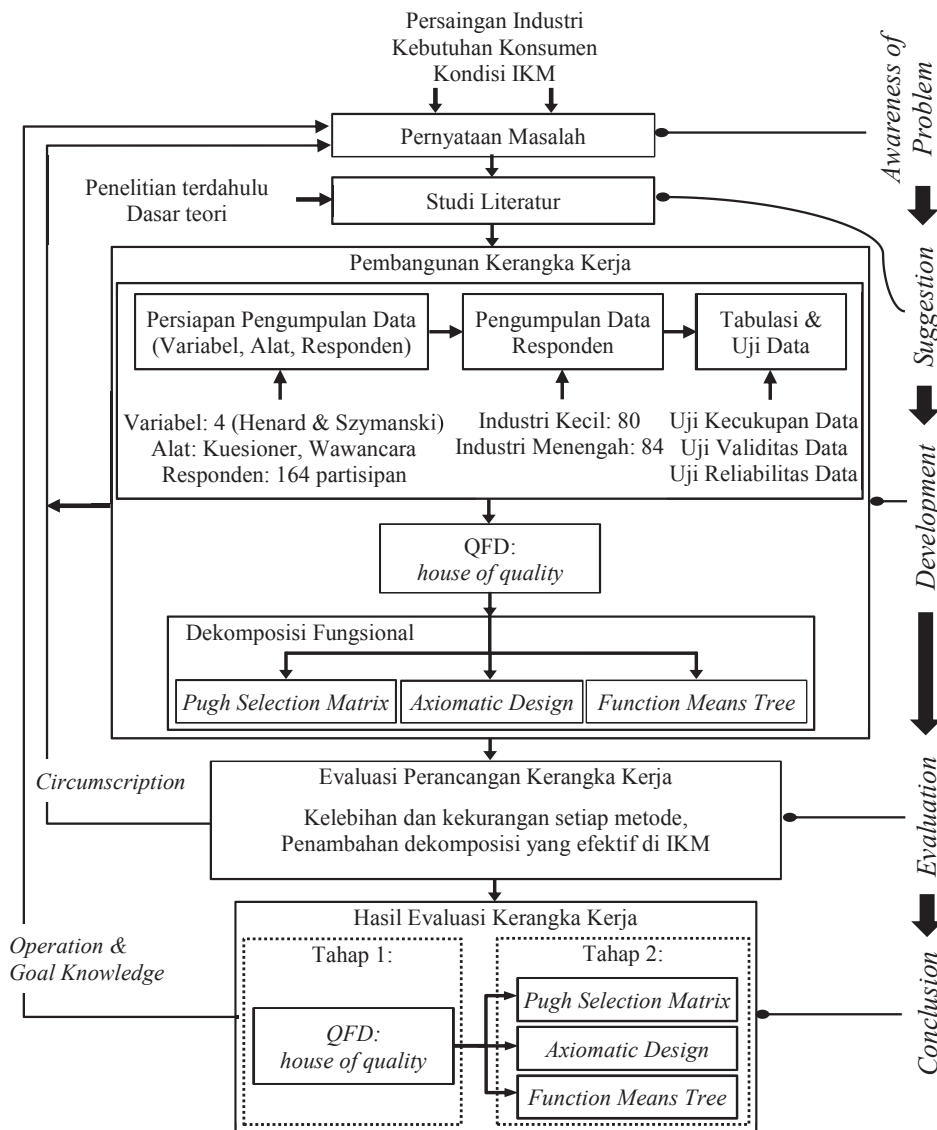 Persaingan Industri
Kebutuhan Konsumen
Kondisi IKM
Pernyataan Masalah
Penelitian terdahulu
Dasar teori
Studi Literatur
Pembangunan Kerangka Kerja
Persiapan Pengumpulan Data
(Variabel, Alat, Responden)
Pengumpulan Data
Responden
Tabulasi &
Uji Data
Variabel: 4 (Henard & Szymanski)
Alat: Kuesioner, Wawancara
Responden: 164 partisipan
Industri Kecil: 80
Industri Menengah: 84
Uji Kecukupan Data
Uji Validitas Data
Uji Reliabilitas Data
QFD:
house of quality
Dekomposisi Fungsional
Pugh Selection Matrix
Axiomatic Design
Function Means Tree
Circumscription
Evaluasi Perancangan Kerangka Kerja
Kelebihan dan kekurangan setiap metode,
Penambahan dekomposisi yang efektif di IKM
Operation &
Goal Knowledge
Hasil Evaluasi Kerangka Kerja
Tahap 1:
QFD:
house of quality
Tahap 2:
Pugh Selection Matrix
Axiomatic Design
Function Means Tree
Awareness of
Problem
Suggestion
Development
Evaluation
Conclusion